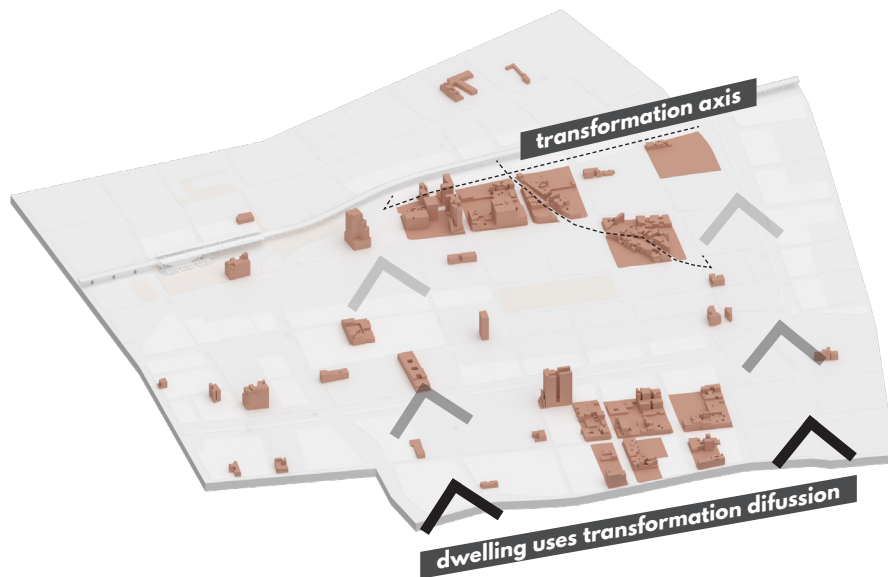 transformation axis
dwelling uses transformation difussion